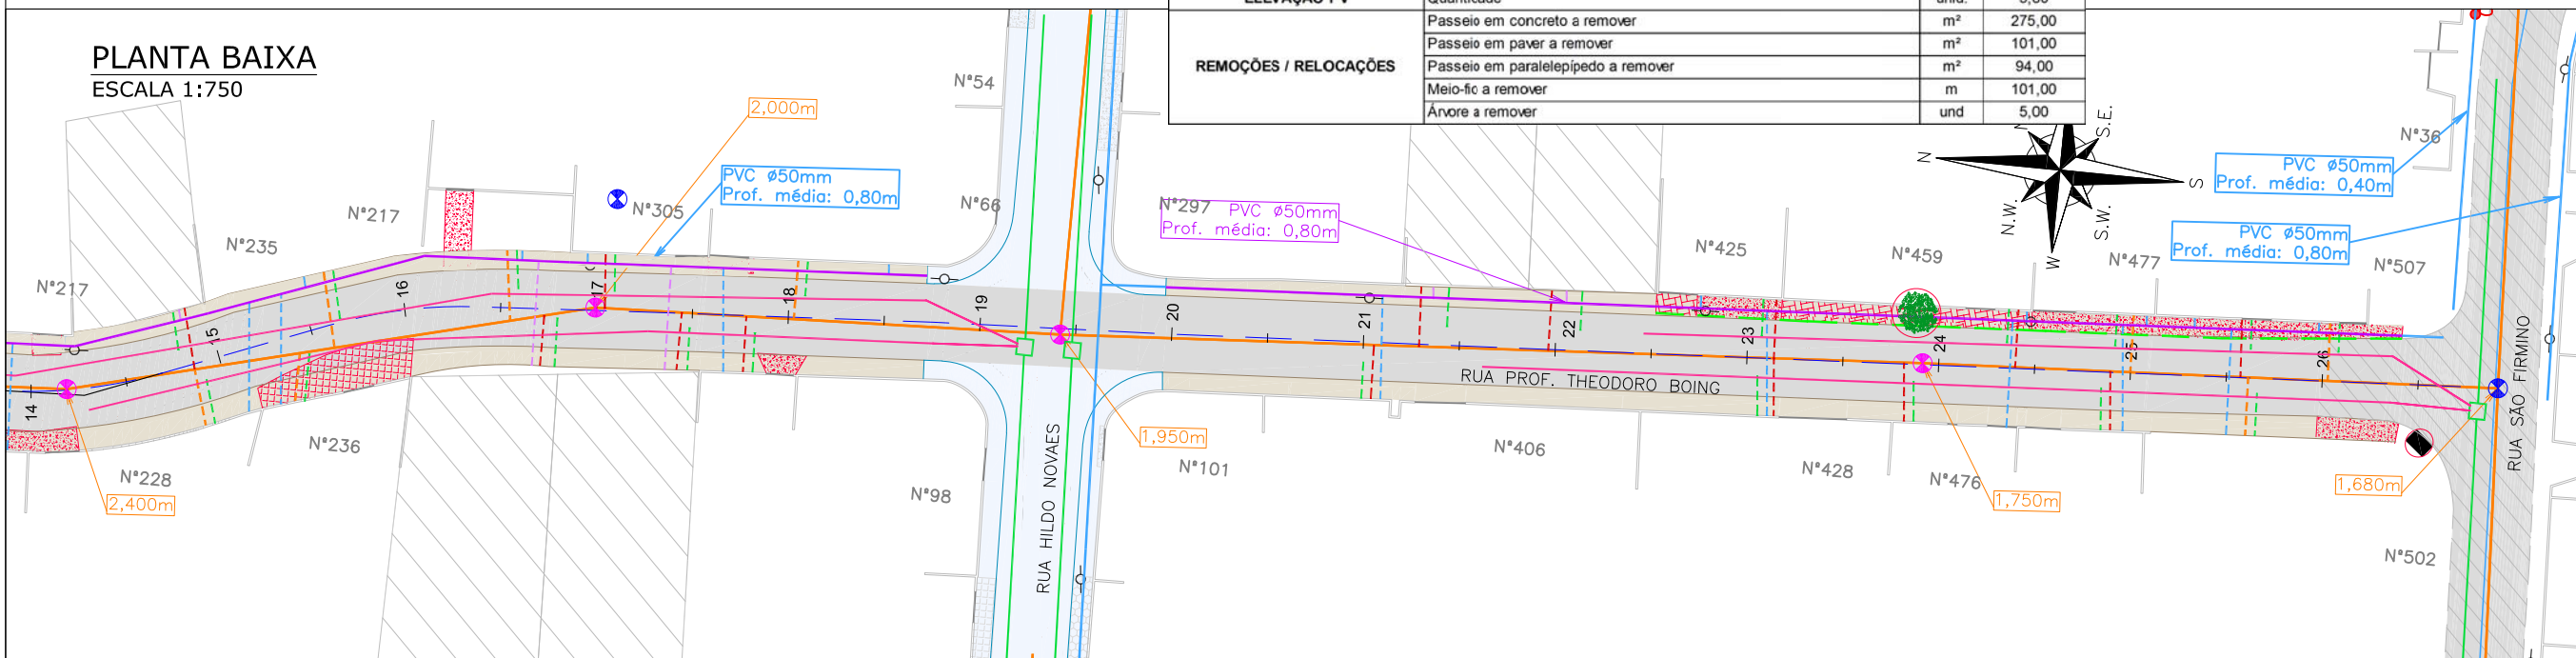 ELEVAÇÃO PV
Quantidade
und.
Passeio em concreto a remover m² 275,00
Passeio em paver a remover m² 101,00
REMOÇÕES / RELOCAÇÕES
Passeio em paralelepípedo a remover m² 94,00
Meio-fio a remover m 101,00
Árvore a remover und 5,00
PLANTA BAIXA
ESCALA 1:750
N°54
2,000m
PVC ø50mm
Prof. média: 0,80m
N°217
N°305
N°66
N°235
N°217
N°297
PVC ø50mm
Prof. média: 0,80m
N°425
N°459
N°477
N°507
N°36
PVC ø50mm
Prof. média: 0,40m
PVC ø50mm
Prof. média: 0,80m
N
S.E.
S
S.W.
W
N.W.
14
15
16
17
18
19
20
21
22
23
24
25
26
RUA PROF. THEODORO BOING
RUA HILDO NOVAES
RUA SÃO FIRMINO
N°236
N°228
2,400m
N°98
1,950m
N°101
N°406
N°428
N°476
1,750m
1,680m
N°502